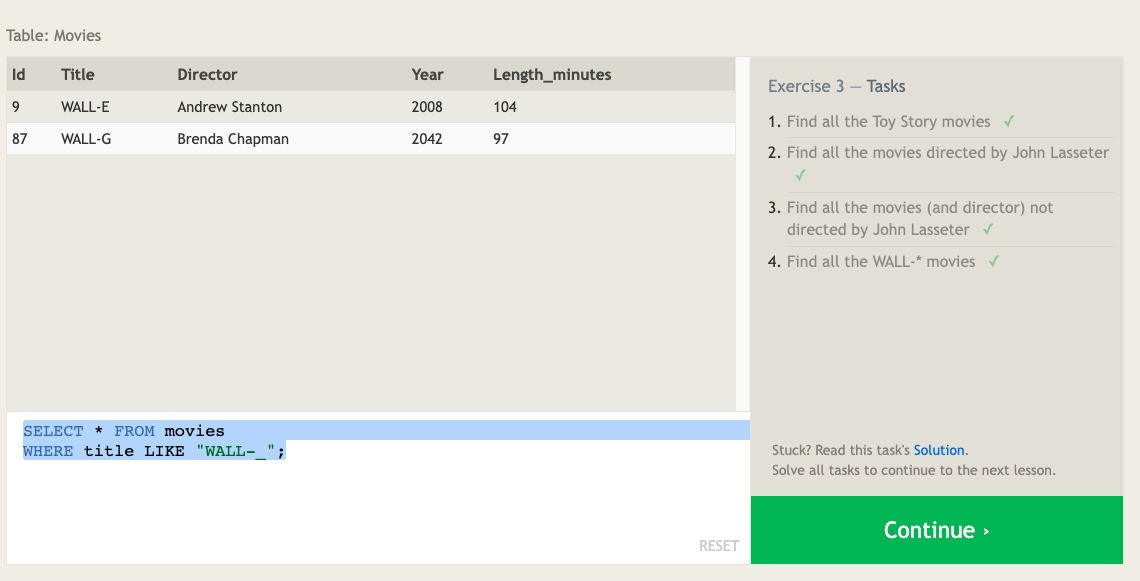 Table: Movies
Id Title Director Year Length_minutes
9 WALL-E Andrew Stanton 2008 104
87 WALL-G Brenda Chapman 2042 97
SELECT * FROM movies
WHERE title LIKE "WALL-_";
RESET
Exercise 3 — Tasks
1. Find all the Toy Story movies ✓
2. Find all the movies directed by John Lasseter
✓
3. Find all the movies (and director) not
directed by John Lasseter ✓
4. Find all the WALL-* movies ✓
Stuck? Read this task's Solution.
Solve all tasks to continue to the next lesson.
Continue ›